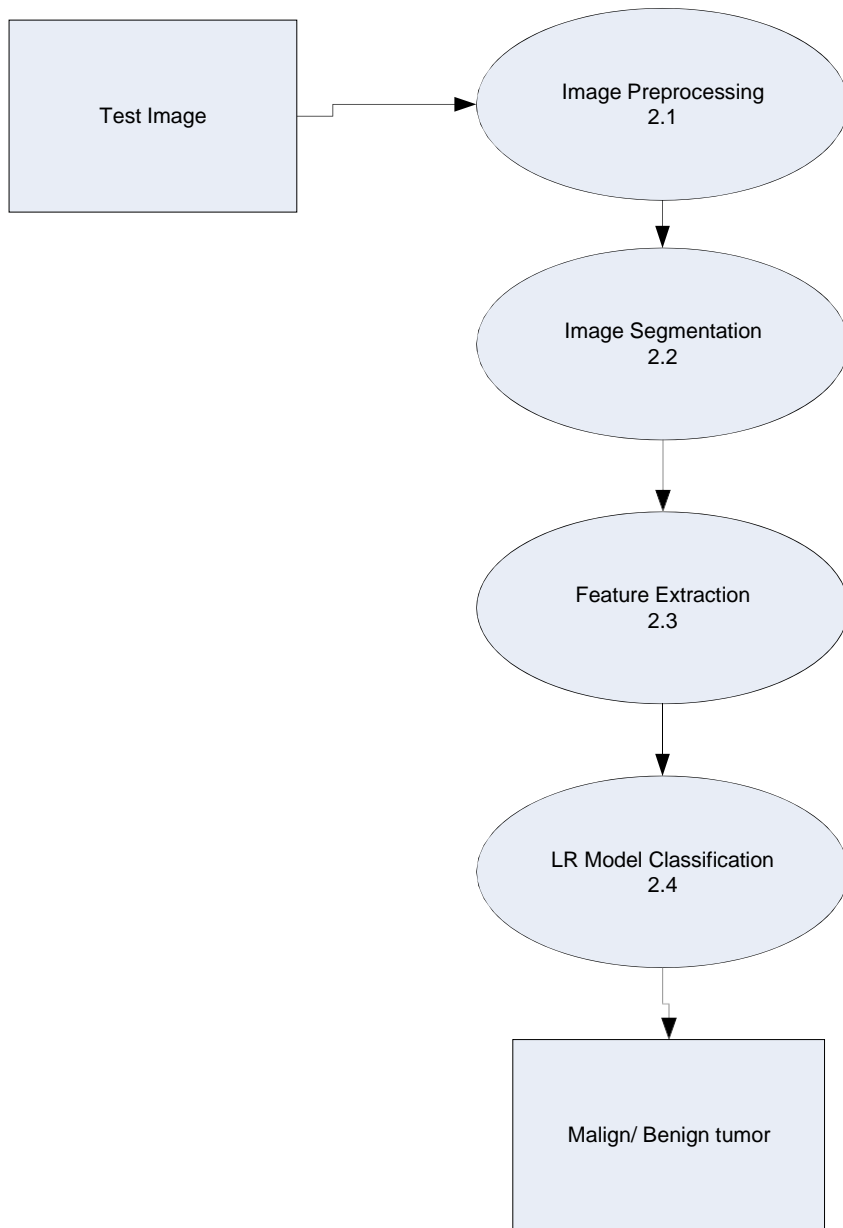 Test Image
Image Preprocessing
2.1
Image Segmentation
2.2
Feature Extraction
2.3
LR Model Classification
2.4
Malign/ Benign tumor